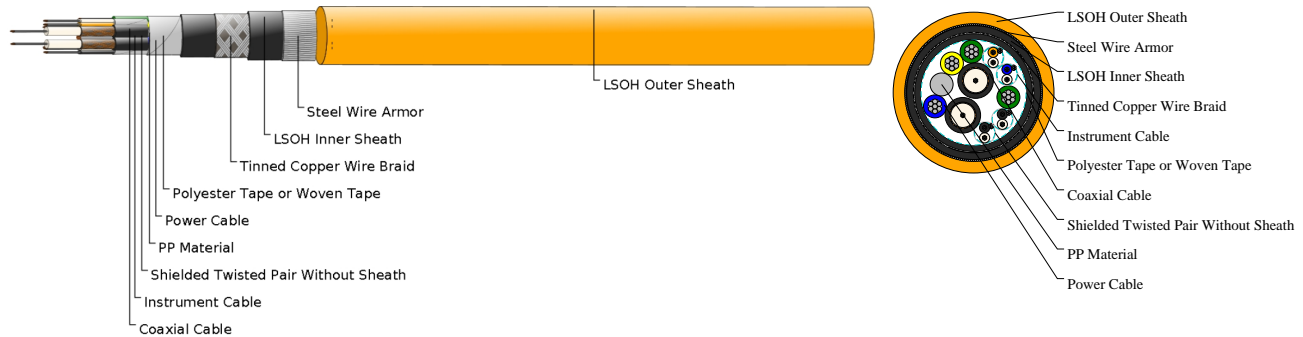 LSOH Outer Sheath
Steel Wire Armor
LSOH Inner Sheath
Tinned Copper Wire Braid
Polyester Tape or Woven Tape
Power Cable
PP Material
Shielded Twisted Pair Without Sheath
Instrument Cable
Coaxial Cable
LSOH Outer Sheath
Steel Wire Armor
LSOH Inner Sheath
Tinned Copper Wire Braid
Instrument Cable
Polyester Tape or Woven Tape
Coaxial Cable
Shielded Twisted Pair Without Sheath
PP Material
Power Cable